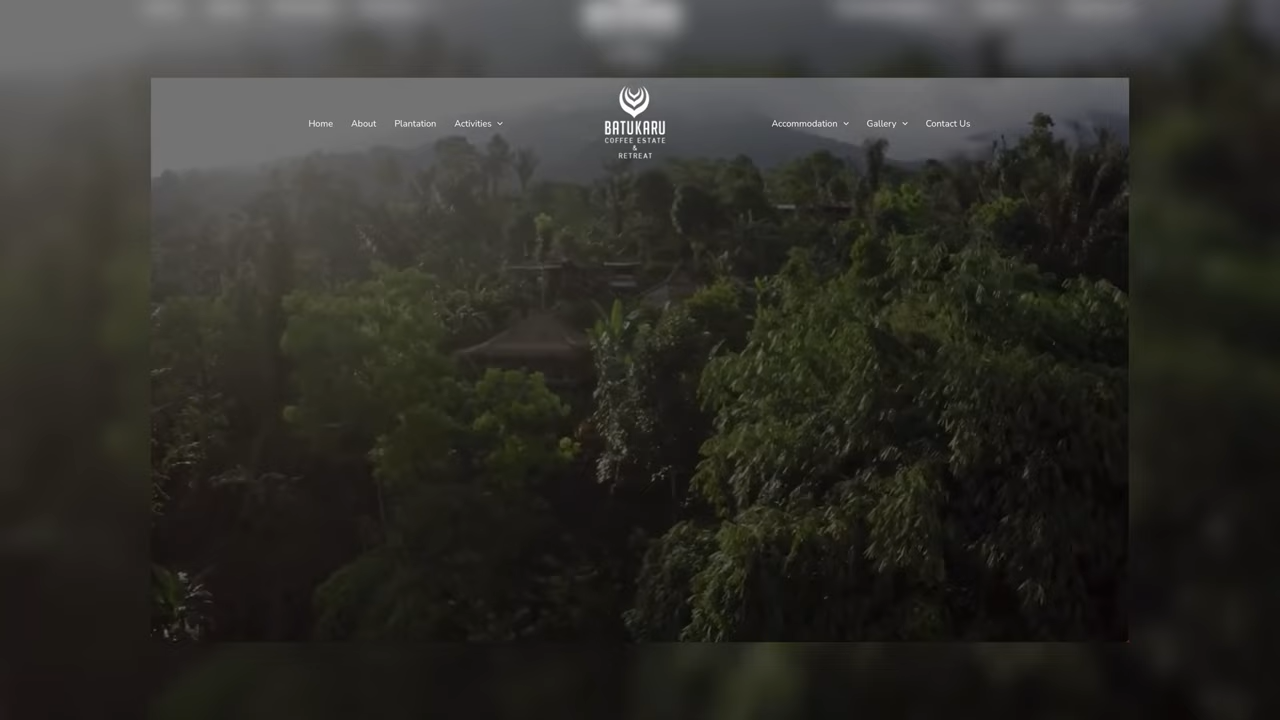 Home About Plantation Activities
BATUKARU
COFFEE ESTATE
&
RETREAT
Accommodation Gallery Contact Us